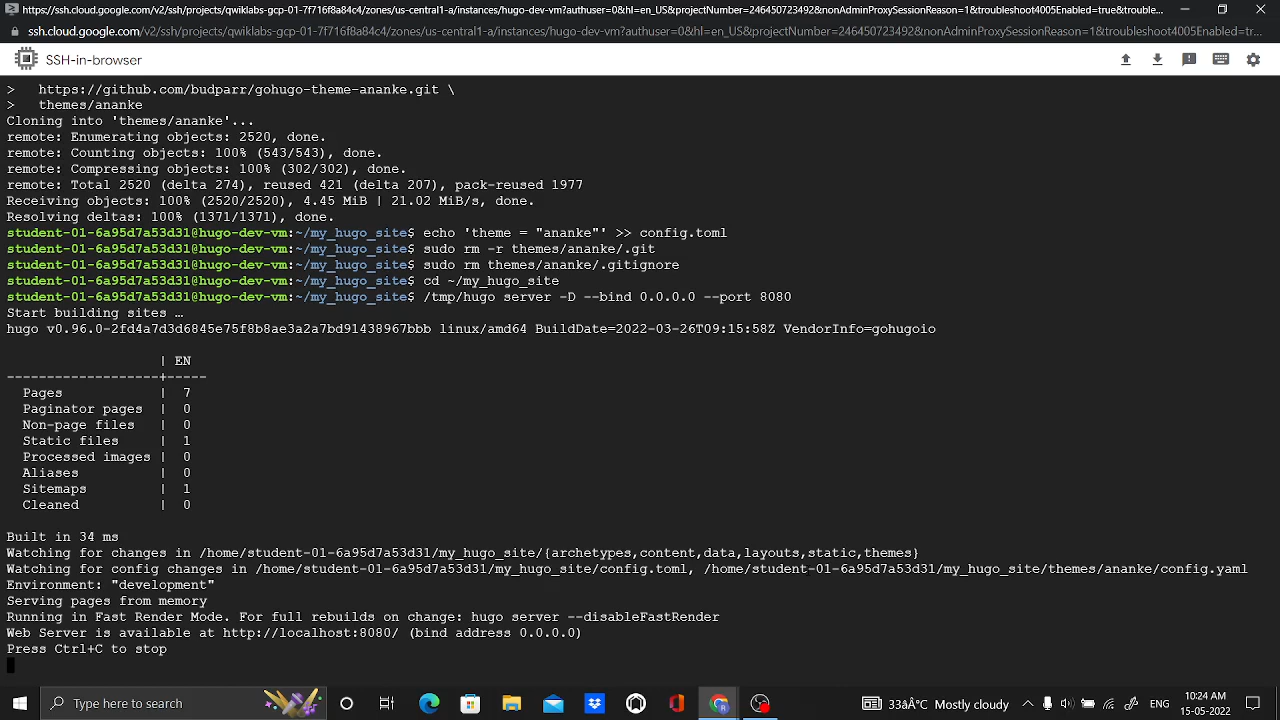 https://ssh.cloud.google.com/v2/ssh/projects/qwiklabs-gcp-01-7f716f8a84c4/zones/us-central1-a/instances/hugo-dev-vm?authuser=0&hl=en_US&projectNumber=246450723492&nonAdminProxySessionReason=1&troubleshoot4005Enabled=true&trouble...
ssh.cloud.google.com/v2/ssh/projects/qwiklabs-gcp-01-7f716f8a84c4/zones/us-central1-a/instances/hugo-dev-vm?authuser=0&hl=en_US&projectNumber=246450723492&nonAdminProxySessionReason=1&troubleshoot4005Enabled=tr...
SSH-in-browser
>   https://github.com/budparr/gohugo-theme-ananke.git \
>   themes/ananke
Cloning into 'themes/ananke'...
remote: Enumerating objects: 2520, done.
remote: Counting objects: 100% (543/543), done.
remote: Compressing objects: 100% (302/302), done.
remote: Total 2520 (delta 274), reused 421 (delta 207), pack-reused 1977
Receiving objects: 100% (2520/2520), 4.45 MiB | 21.02 MiB/s, done.
Resolving deltas: 100% (1371/1371), done.
student-01-6a95d7a53d31@hugo-dev-vm:~/my_hugo_site$ echo 'theme = "ananke"' >> config.toml
student-01-6a95d7a53d31@hugo-dev-vm:~/my_hugo_site$ sudo rm -r themes/ananke/.git
student-01-6a95d7a53d31@hugo-dev-vm:~/my_hugo_site$ sudo rm themes/ananke/.gitignore
student-01-6a95d7a53d31@hugo-dev-vm:~/my_hugo_site$ cd ~/my_hugo_site
student-01-6a95d7a53d31@hugo-dev-vm:~/my_hugo_site$ /tmp/hugo server -D --bind 0.0.0.0 --port 8080
Start building sites …
hugo v0.96.0-2fd4a7d3d6845e75f8b8ae3a2a7bd91438967bbb linux/amd64 BuildDate=2022-03-26T09:15:58Z VendorInfo=gohugoio
                   | EN
-------------------+-----
  Pages            |  7
  Paginator pages  |  0
  Non-page files   |  0
  Static files     |  1
  Processed images |  0
  Aliases          |  0
  Sitemaps         |  1
  Cleaned          |  0
Built in 34 ms
Watching for changes in /home/student-01-6a95d7a53d31/my_hugo_site/{archetypes,content,data,layouts,static,themes}
Watching for config changes in /home/student-01-6a95d7a53d31/my_hugo_site/config.toml, /home/student-01-6a95d7a53d31/my_hugo_site/themes/ananke/config.yaml
Environment: "development"
Serving pages from memory
Running in Fast Render Mode. For full rebuilds on change: hugo server --disableFastRender
Web Server is available at http://localhost:8080/ (bind address 0.0.0.0)
Press Ctrl+C to stop
Type here to search
33âÂ°C Mostly cloudy
ENG
10:24 AM
15-05-2022